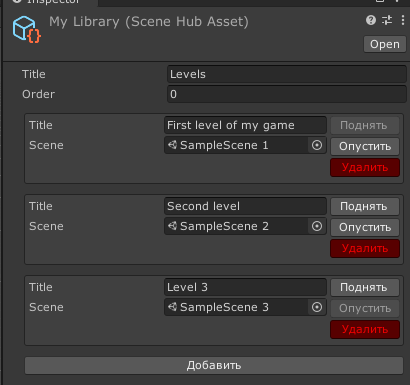 Inspector
My Library (Scene Hub Asset)
Open
Title Levels
Order 0
Title First level of my game Поднять
Scene SampleScene 1 Опустить
Удалить
Title Second level Поднять
Scene SampleScene 2 Опустить
Удалить
Title Level 3 Поднять
Scene SampleScene 3 Опустить
Удалить
Добавить